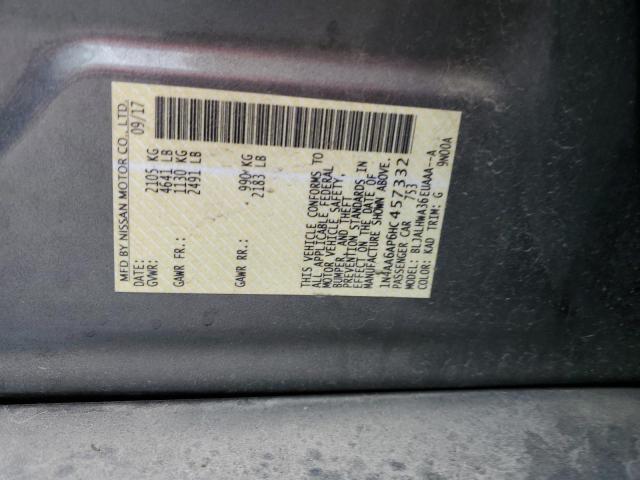 MFD BY NISSAN MOTOR CO., LTD.
DATE: 09/17
GVWR: 2105 KG
4641 LB
GAWR FR: 1130 KG
2491 LB
GAWR RR: 990 KG
2183 LB
THIS VEHICLE CONFORMS TO
ALL APPLICABLE FEDERAL
MOTOR VEHICLE SAFETY,
BUMPER, AND THEFT
PREVENTION STANDARDS IN
EFFECT ON THE DATE OF
MANUFACTURE SHOWN ABOVE.
1N4AA6AP6HC457332
PASSENGER CAR 753
MODEL: BLJALHWA36EUAAA--A
COLOR: KAD TRIM: G 9N00A